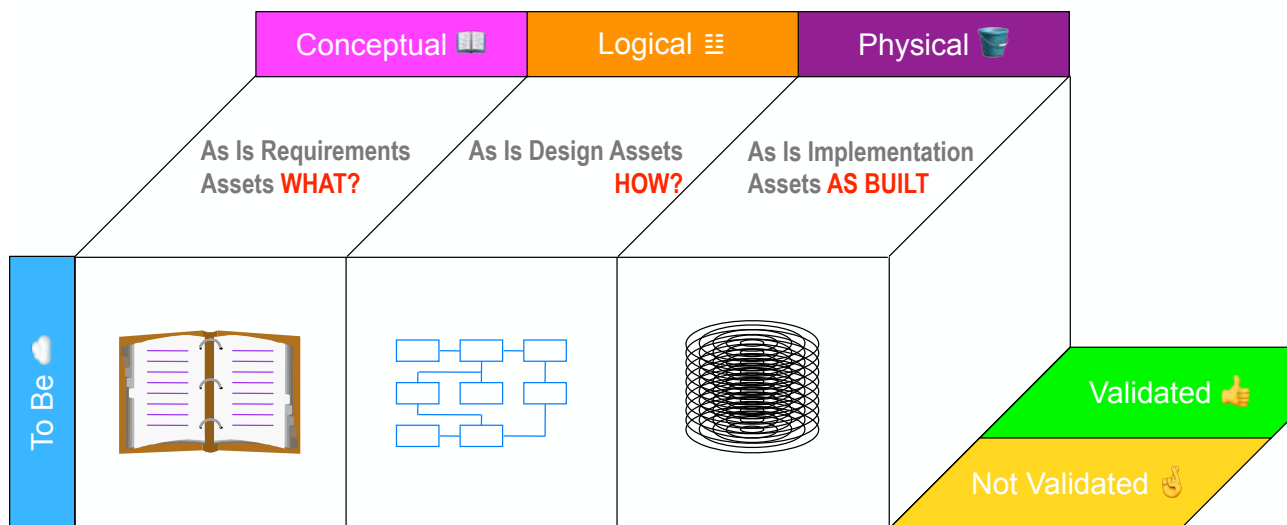 Conceptual 📖
Logical ☷
Physical 🪣
As Is Requirements
Assets WHAT?
As Is Design Assets
HOW?
As Is Implementation
Assets AS BUILT
To Be ☁️
Validated 👍
Not Validated 🤞